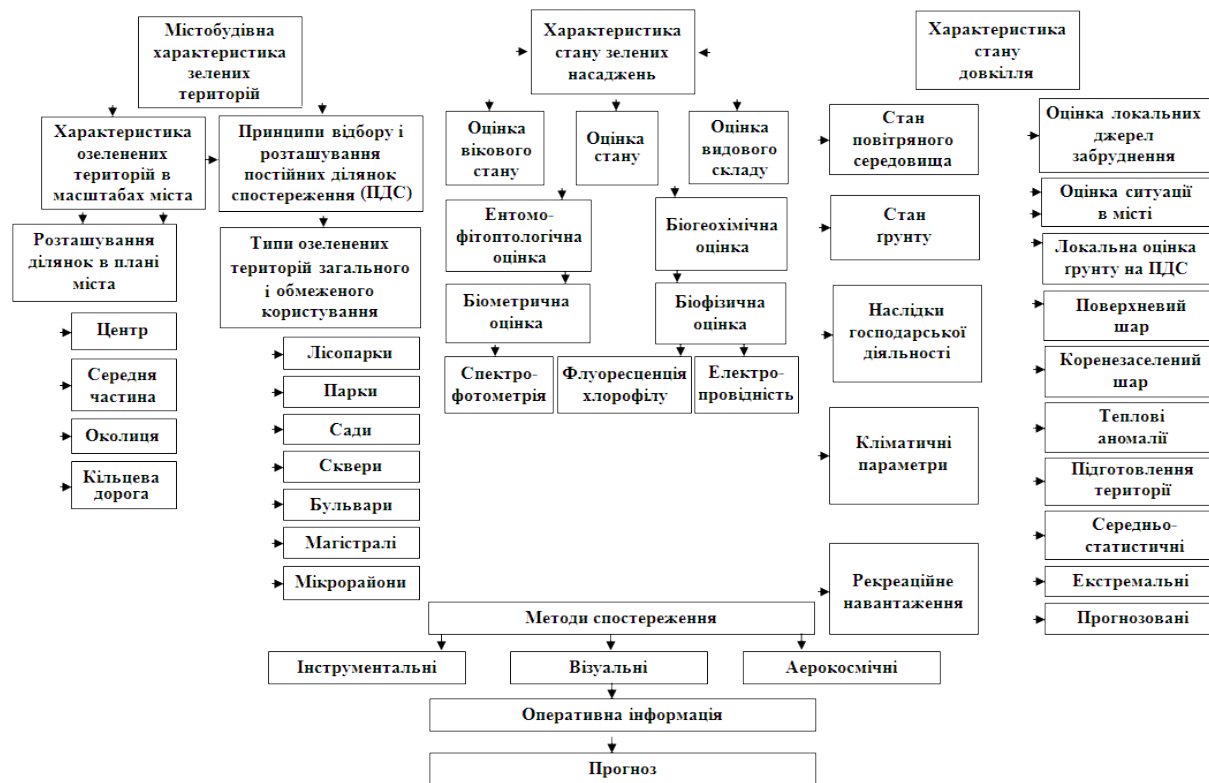 Містобудівна
характеристика
зелених
територій
Характеристика
стану зелених
насаджень
Характеристика
стану
довкілля
Характеристика
озеленених
територій в
масштабах міста
Принципи відбору і
розташування
постійних ділянок
спостереження (ПДС)
Оцінка
вікового
стану
Оцінка
стану
Оцінка
видового
складу
Стан
повітряного
середовища
Оцінка локальних
джерел
забруднення
Розташування
ділянок в плані
міста
Типи озеленених
територій загального
і обмеженого
користування
Ентомо-
фітоптологічна
оцінка
Біогеохімічна
оцінка
Стан
ґрунту
Оцінка ситуації
в місті
Локальна оцінка
ґрунту на ПДС
Біометрична
оцінка
Біофізична
оцінка
Наслідки
господарської
діяльності
Поверхневий
шар
Центр
Лісопарки
Спектро-
фотометрія
Флуоресценція
хлорофілу
Електро-
провідність
Коренезаселений
шар
Середня
частина
Парки
Околиця
Сади
Кліматичні
параметри
Теплові
аномалії
Кільцева
дорога
Сквери
Підготовлення
території
Бульвари
Середньо-
статистичні
Магістралі
Мікрорайони
Рекреаційне
навантаження
Екстремальні
Прогнозовані
Методи спостереження
Інструментальні
Візуальні
Аерокосмічні
Оперативна інформація
Прогноз